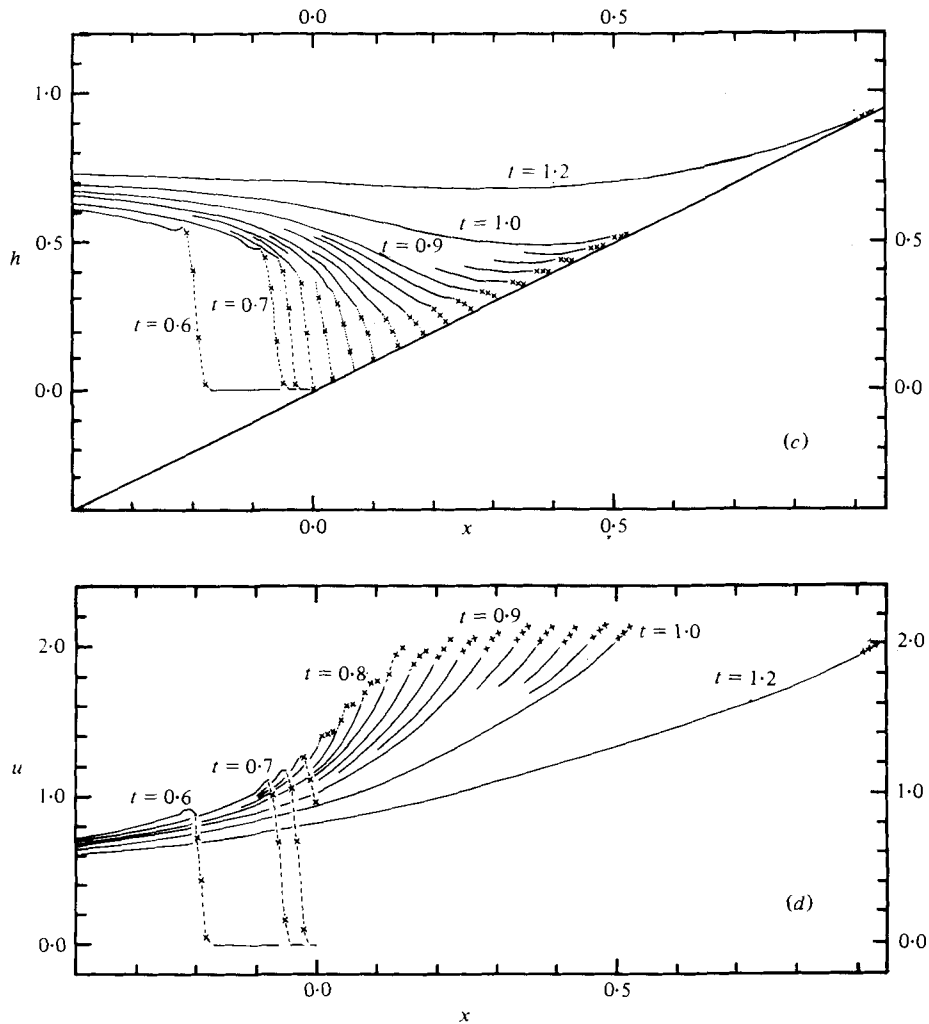 0·0 0·5
1·0
t = 1·2
t = 1·0
0·5 t = 0·9 0·5
h
t = 0·7
t = 0·6
0·0 0·0
(c)
0·0 x 0·5
t = 0·9
2·0 t = 1·0 2·0
t = 0·8
t = 1·2
u t = 0·7
t = 0·6
1·0 1·0
(d)
0·0 0·0
0·0 0·5
x